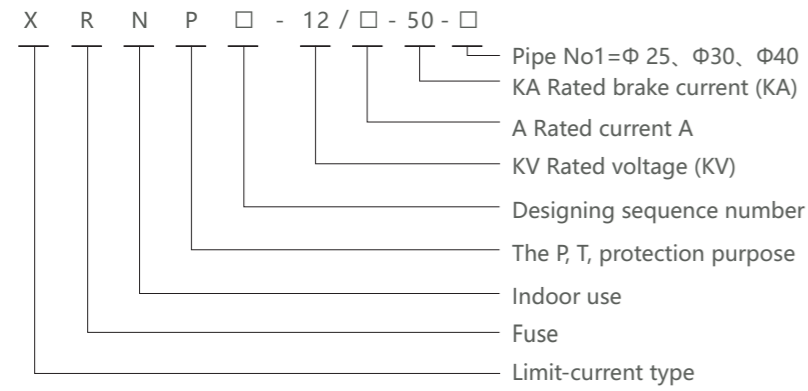 X R N P □ - 12 / □ - 50 - □
Pipe No1=Φ 25、Φ30、Φ40
KA Rated brake current (KA)
A Rated current A
KV Rated voltage (KV)
Designing sequence number
The P, T, protection purpose
Indoor use
Fuse
Limit-current type